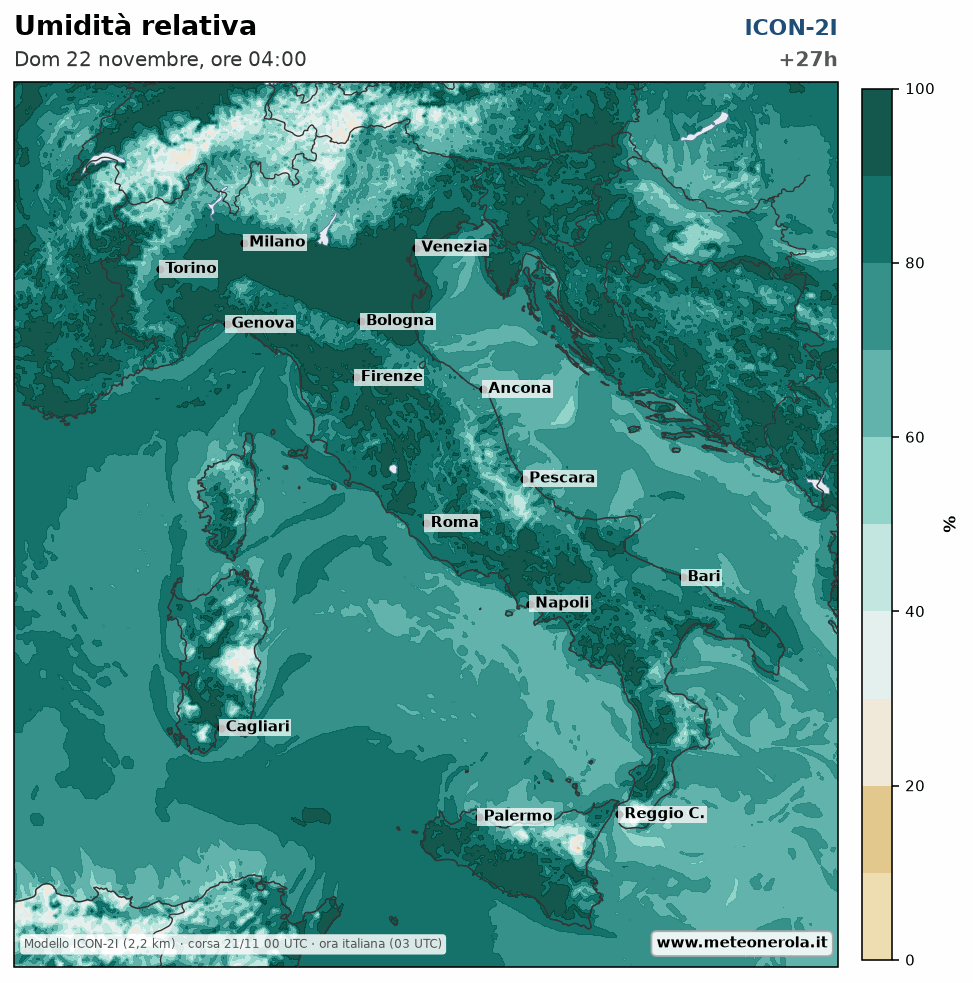 Umidità relativa
ICON-2I
Dom 22 novembre, ore 04:00
+27h
100
80
60
40
20
0
%
Milano
Venezia
Torino
Genova
Bologna
Firenze
Ancona
Pescara
Roma
Bari
Napoli
Cagliari
Palermo
Reggio C.
Modello ICON-2I (2,2 km) · corsa 21/11 00 UTC · ora italiana (03 UTC)
www.meteonerola.it